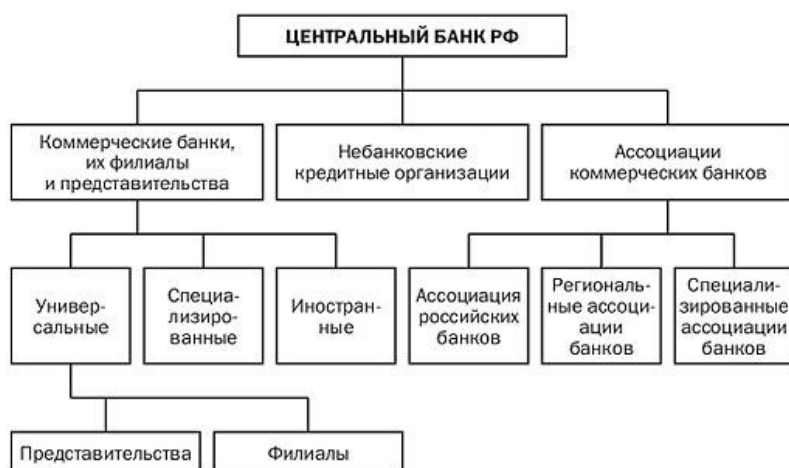 ЦЕНТРАЛЬНЫЙ БАНК РФ
Коммерческие банки,
их филиалы
и представительства
Небанковские
кредитные организации
Ассоциации
коммерческих банков
Универ-
сальные
Специа-
лизиро-
ванные
Иностран-
ные
Ассоциация
российских
банков
Региональ-
ные ассоци-
ации
банков
Специали-
зированные
ассоциации
банков
Представительства
Филиалы